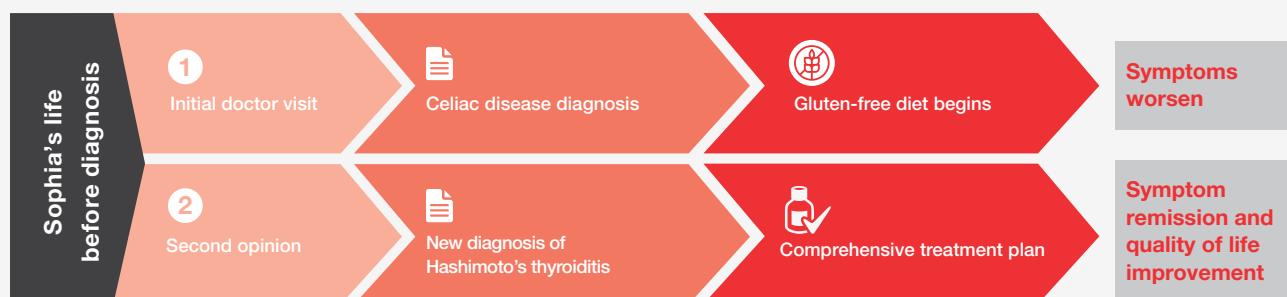 Sophia's life
before diagnosis
1
Initial doctor visit
Celiac disease diagnosis
Gluten-free diet begins
Symptoms
worsen
2
Second opinion
New diagnosis of
Hashimoto's thyroiditis
Comprehensive treatment plan
Symptom
remission and
quality of life
improvement